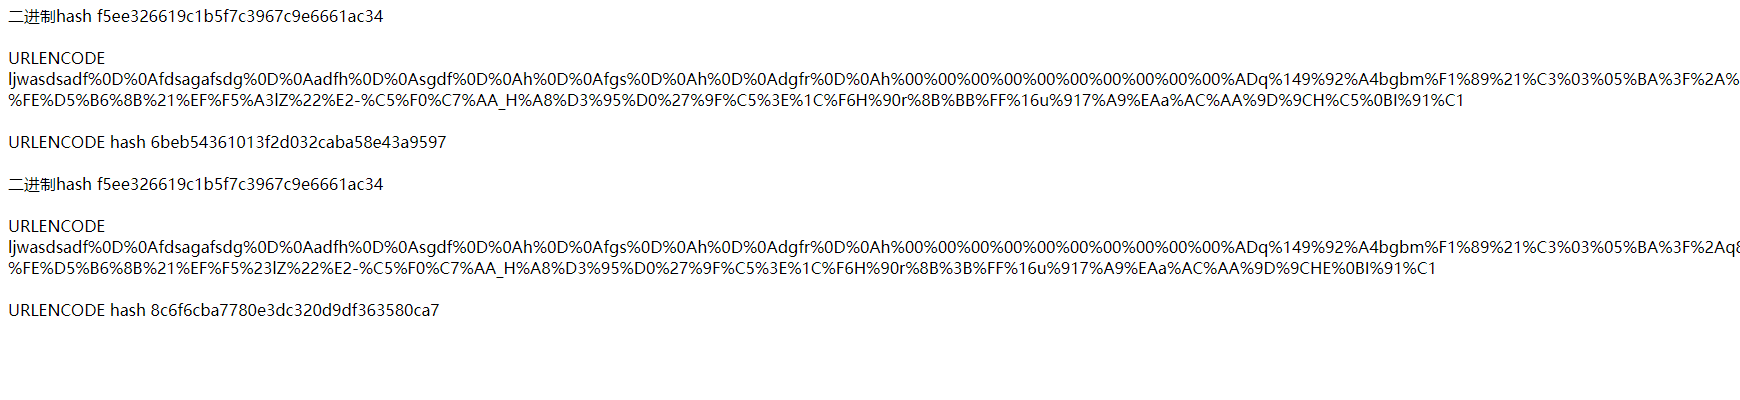 二进制hash f5ee326619c1b5f7c3967c9e6661ac34
URLENCODE
ljwasdsadf%0D%0Afdsagafsdg%0D%0Aadfh%0D%0Asgdf%0D%0Ah%0D%0Afgs%0D%0Ah%0D%0Adgfr%0D%0Ah%00%00%00%00%00%00%00%00%00%00%ADq%149%92%A4bgbm%F1%89%21%C3%03%05%BA%3F%2A%
%FE%D5%B6%8B%21%EF%F5%A3lZ%22%E2-%C5%F0%C7%AA_H%A8%D3%95%D0%27%9F%C5%3E%1C%F6H%90r%8B%BB%FF%16u%917%A9%EAa%AC%AA%9D%9CH%C5%0BI%91%C1
URLENCODE hash 6beb54361013f2d032caba58e43a9597
二进制hash f5ee326619c1b5f7c3967c9e6661ac34
URLENCODE
ljwasdsadf%0D%0Afdsagafsdg%0D%0Aadfh%0D%0Asgdf%0D%0Ah%0D%0Afgs%0D%0Ah%0D%0Adgfr%0D%0Ah%00%00%00%00%00%00%00%00%00%00%ADq%149%92%A4bgbm%F1%89%21%C3%03%05%BA%3F%2Aq8
%FE%D5%B6%8B%21%EF%F5%23lZ%22%E2-%C5%F0%C7%AA_H%A8%D3%95%D0%27%9F%C5%3E%1C%F6H%90r%8B%3B%FF%16u%917%A9%EAa%AC%AA%9D%9CHE%0BI%91%C1
URLENCODE hash 8c6f6cba7780e3dc320d9df363580ca7